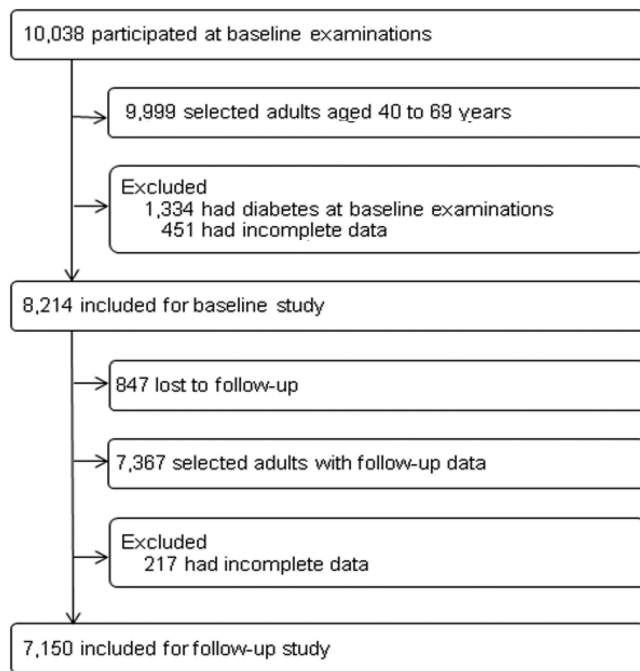 10,038 participated at baseline examinations
9,999 selected adults aged 40 to 69 years
Excluded
1,334 had diabetes at baseline examinations
451 had incomplete data
8,214 included for baseline study
847 lost to follow-up
7,367 selected adults with follow-up data
Excluded
217 had incomplete data
7,150 included for follow-up study